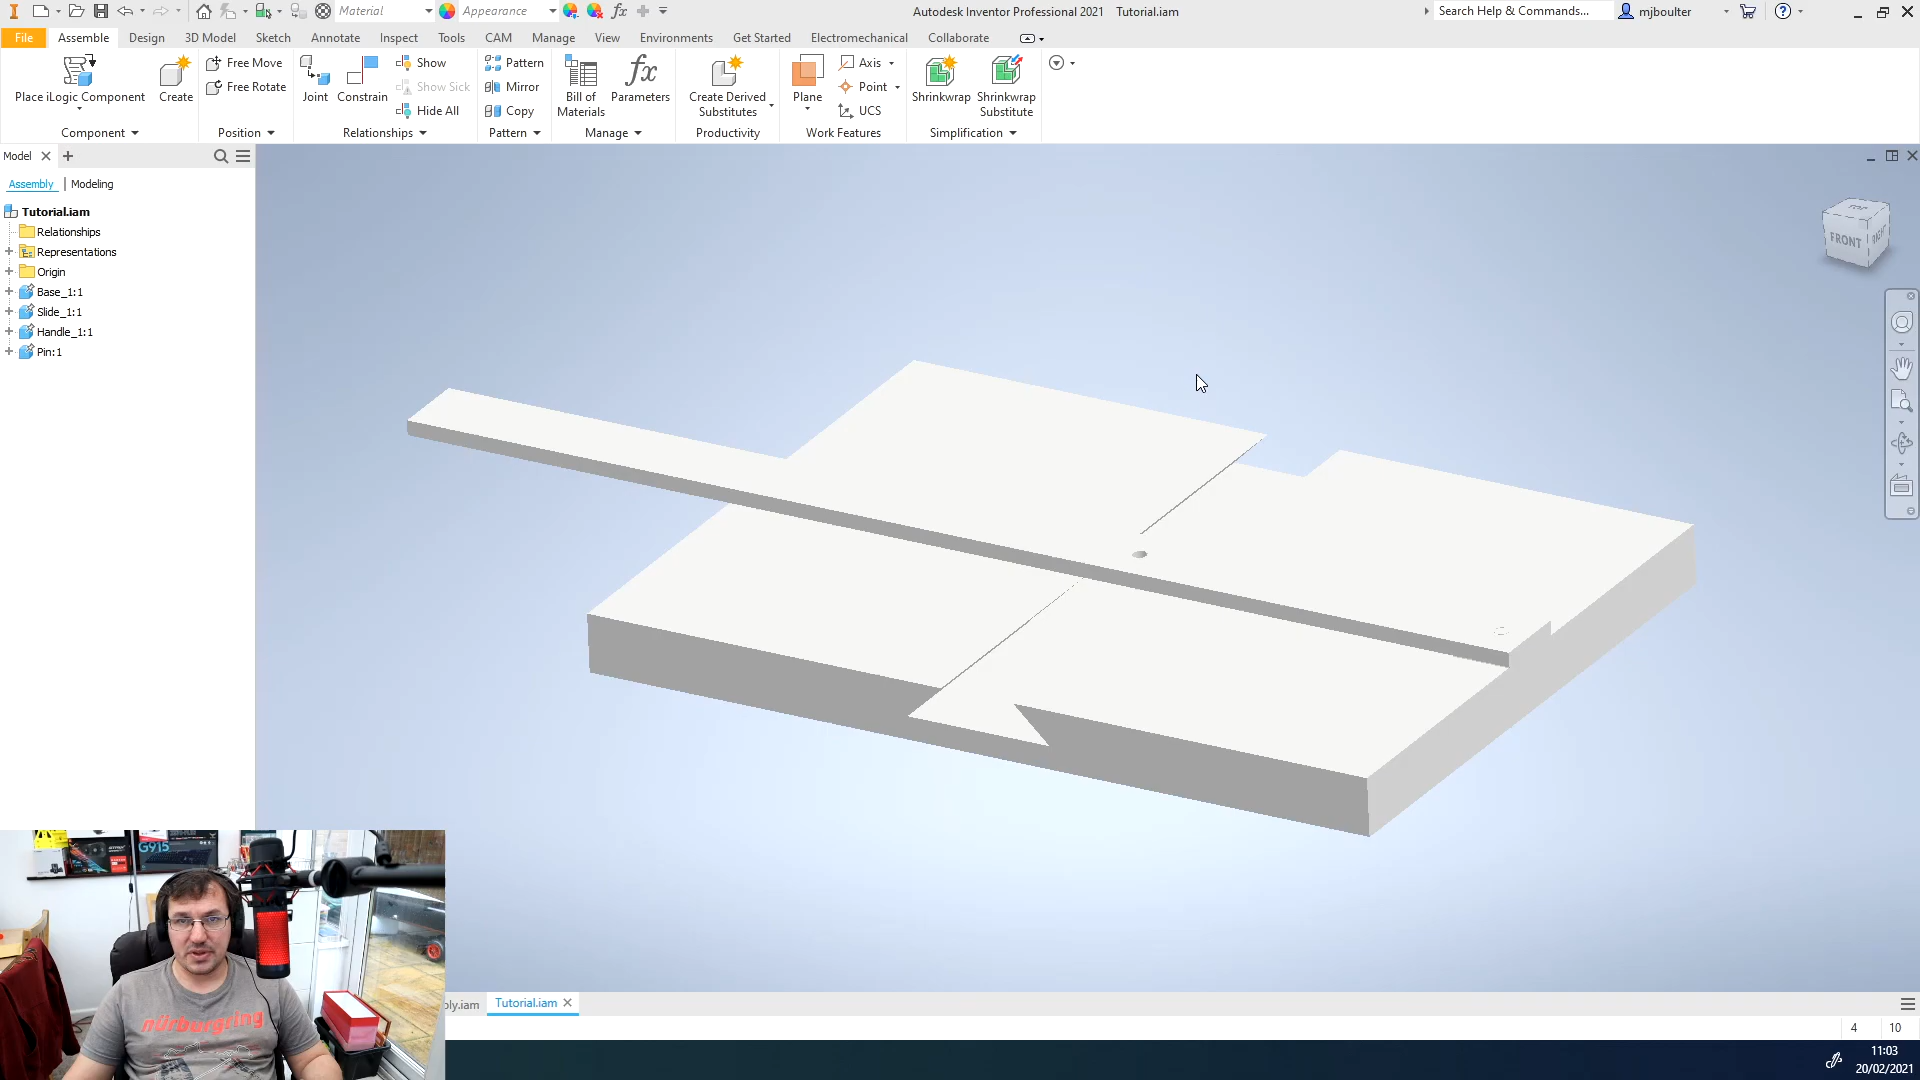 Material
Appearance
Autodesk Inventor Professional 2021 Tutorial.iam
Search Help & Commands...
mjboulter
File Assemble Design 3D Model Sketch Annotate Inspect Tools CAM Manage View Environments Get Started Electromechanical Collaborate
Place iLogic Component
Create
Free Move
Free Rotate
Joint
Constrain
Show
Show Sick
Hide All
Pattern
Mirror
Copy
Bill of
Materials
Parameters
Create Derived
Substitutes
Plane
Axis
Point
UCS
Shrinkwrap
Shrinkwrap
Substitute
Component Position Relationships Pattern Manage Productivity Work Features Simplification
Model
Assembly | Modeling
Tutorial.iam
Relationships
Representations
Origin
Base_1:1
Slide_1:1
Handle_1:1
Pin:1
TOP
FRONT
RIGHT
G915
nürburgring
bly.iam
Tutorial.iam
4 10
11:03
20/02/2021